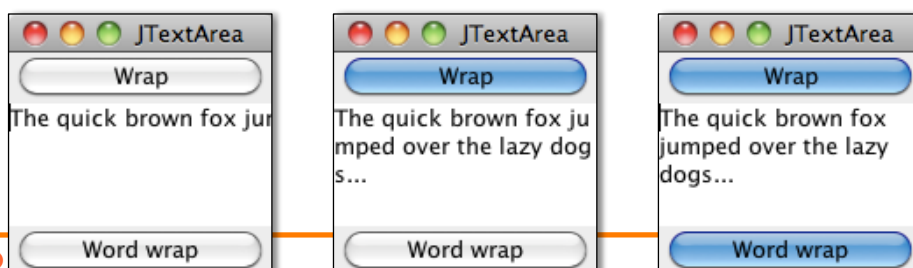 JTextArea
Wrap
The quick brown fox jur
Word wrap
JTextArea
Wrap
The quick brown fox ju
mped over the lazy dog
s...
Word wrap
JTextArea
Wrap
The quick brown fox
jumped over the lazy
dogs...
Word wrap